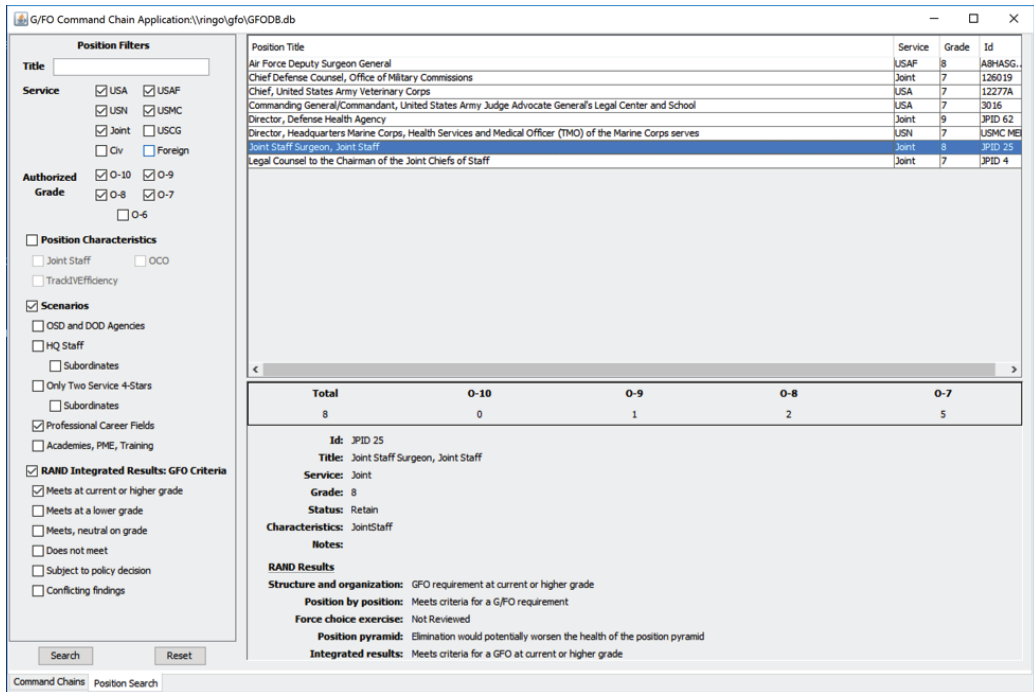 G/FO Command Chain Application:\\ringo\gfo\GFODB.db
Position Filters
Title
Service
USA USAF
USN USMC
Joint USCG
Civ Foreign
Authorized Grade
O-10 O-9
O-8 O-7
O-6
Position Characteristics
Joint Staff OCO
TrackIVEfficiency
Scenarios
OSD and DOD Agencies
HQ Staff
Subordinates
Only Two Service 4-Stars
Subordinates
Professional Career Fields
Academies, PME, Training
RAND Integrated Results: GFO Criteria
Meets at current or higher grade
Meets at a lower grade
Meets, neutral on grade
Does not meet
Subject to policy decision
Conflicting findings
Search Reset
Position Title Service Grade Id
Air Force Deputy Surgeon General USAF 8 A8HASG..
Chief Defense Counsel, Office of Military Commissions Joint 7 126019
Chief, United States Army Veterinary Corps USA 7 12277A
Commanding General/Commandant, United States Army Judge Advocate General's Legal Center and School USA 7 3016
Director, Defense Health Agency Joint 9 JPID 62
Director, Headquarters Marine Corps, Health Services and Medical Officer (TMO) of the Marine Corps serves USN 7 USMC MEI
Joint Staff Surgeon, Joint Staff Joint 8 JPID 25
Legal Counsel to the Chairman of the Joint Chiefs of Staff Joint 7 JPID 4
Total O-10 O-9 O-8 O-7
8 0 1 2 5
Id: JPID 25
Title: Joint Staff Surgeon, Joint Staff
Service: Joint
Grade: 8
Status: Retain
Characteristics: JointStaff
Notes:
RAND Results
Structure and organization: GFO requirement at current or higher grade
Position by position: Meets criteria for a G/FO requirement
Force choice exercise: Not Reviewed
Position pyramid: Elimination would potentially worsen the health of the position pyramid
Integrated results: Meets criteria for a GFO at current or higher grade
Command Chains Position Search